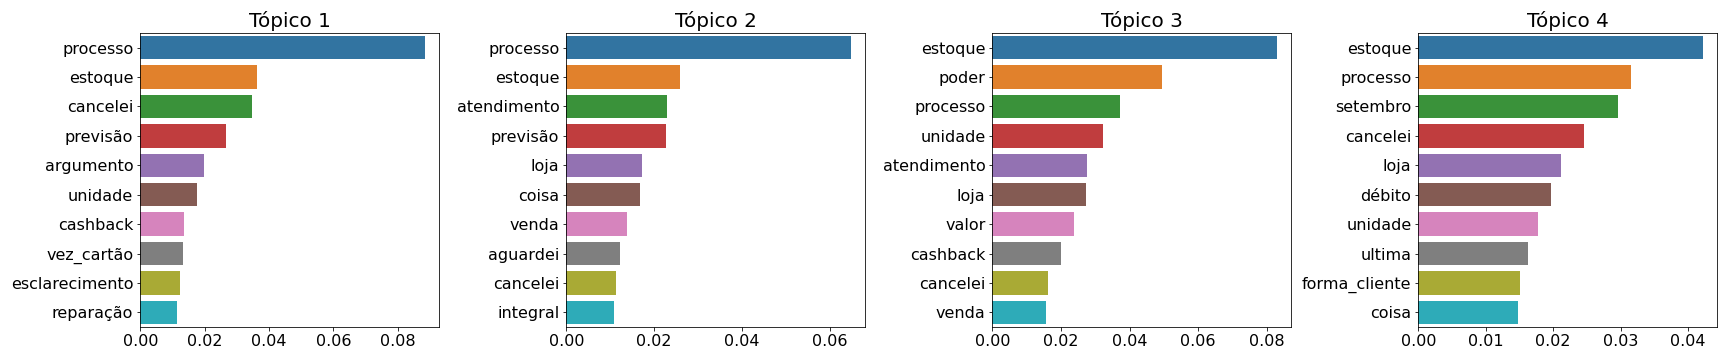 Tópico 1
processo
estoque
cancelei
previsão
argumento
unidade
cashback
vez_cartão
esclarecimento
reparação
0.00 0.02 0.04 0.06 0.08
Tópico 2
processo
estoque
atendimento
previsão
loja
coisa
venda
aguardei
cancelei
integral
0.00 0.02 0.04 0.06
Tópico 3
estoque
poder
processo
unidade
atendimento
loja
valor
cashback
cancelei
venda
0.00 0.02 0.04 0.06 0.08
Tópico 4
estoque
processo
setembro
cancelei
loja
débito
unidade
ultima
forma_cliente
coisa
0.00 0.01 0.02 0.03 0.04